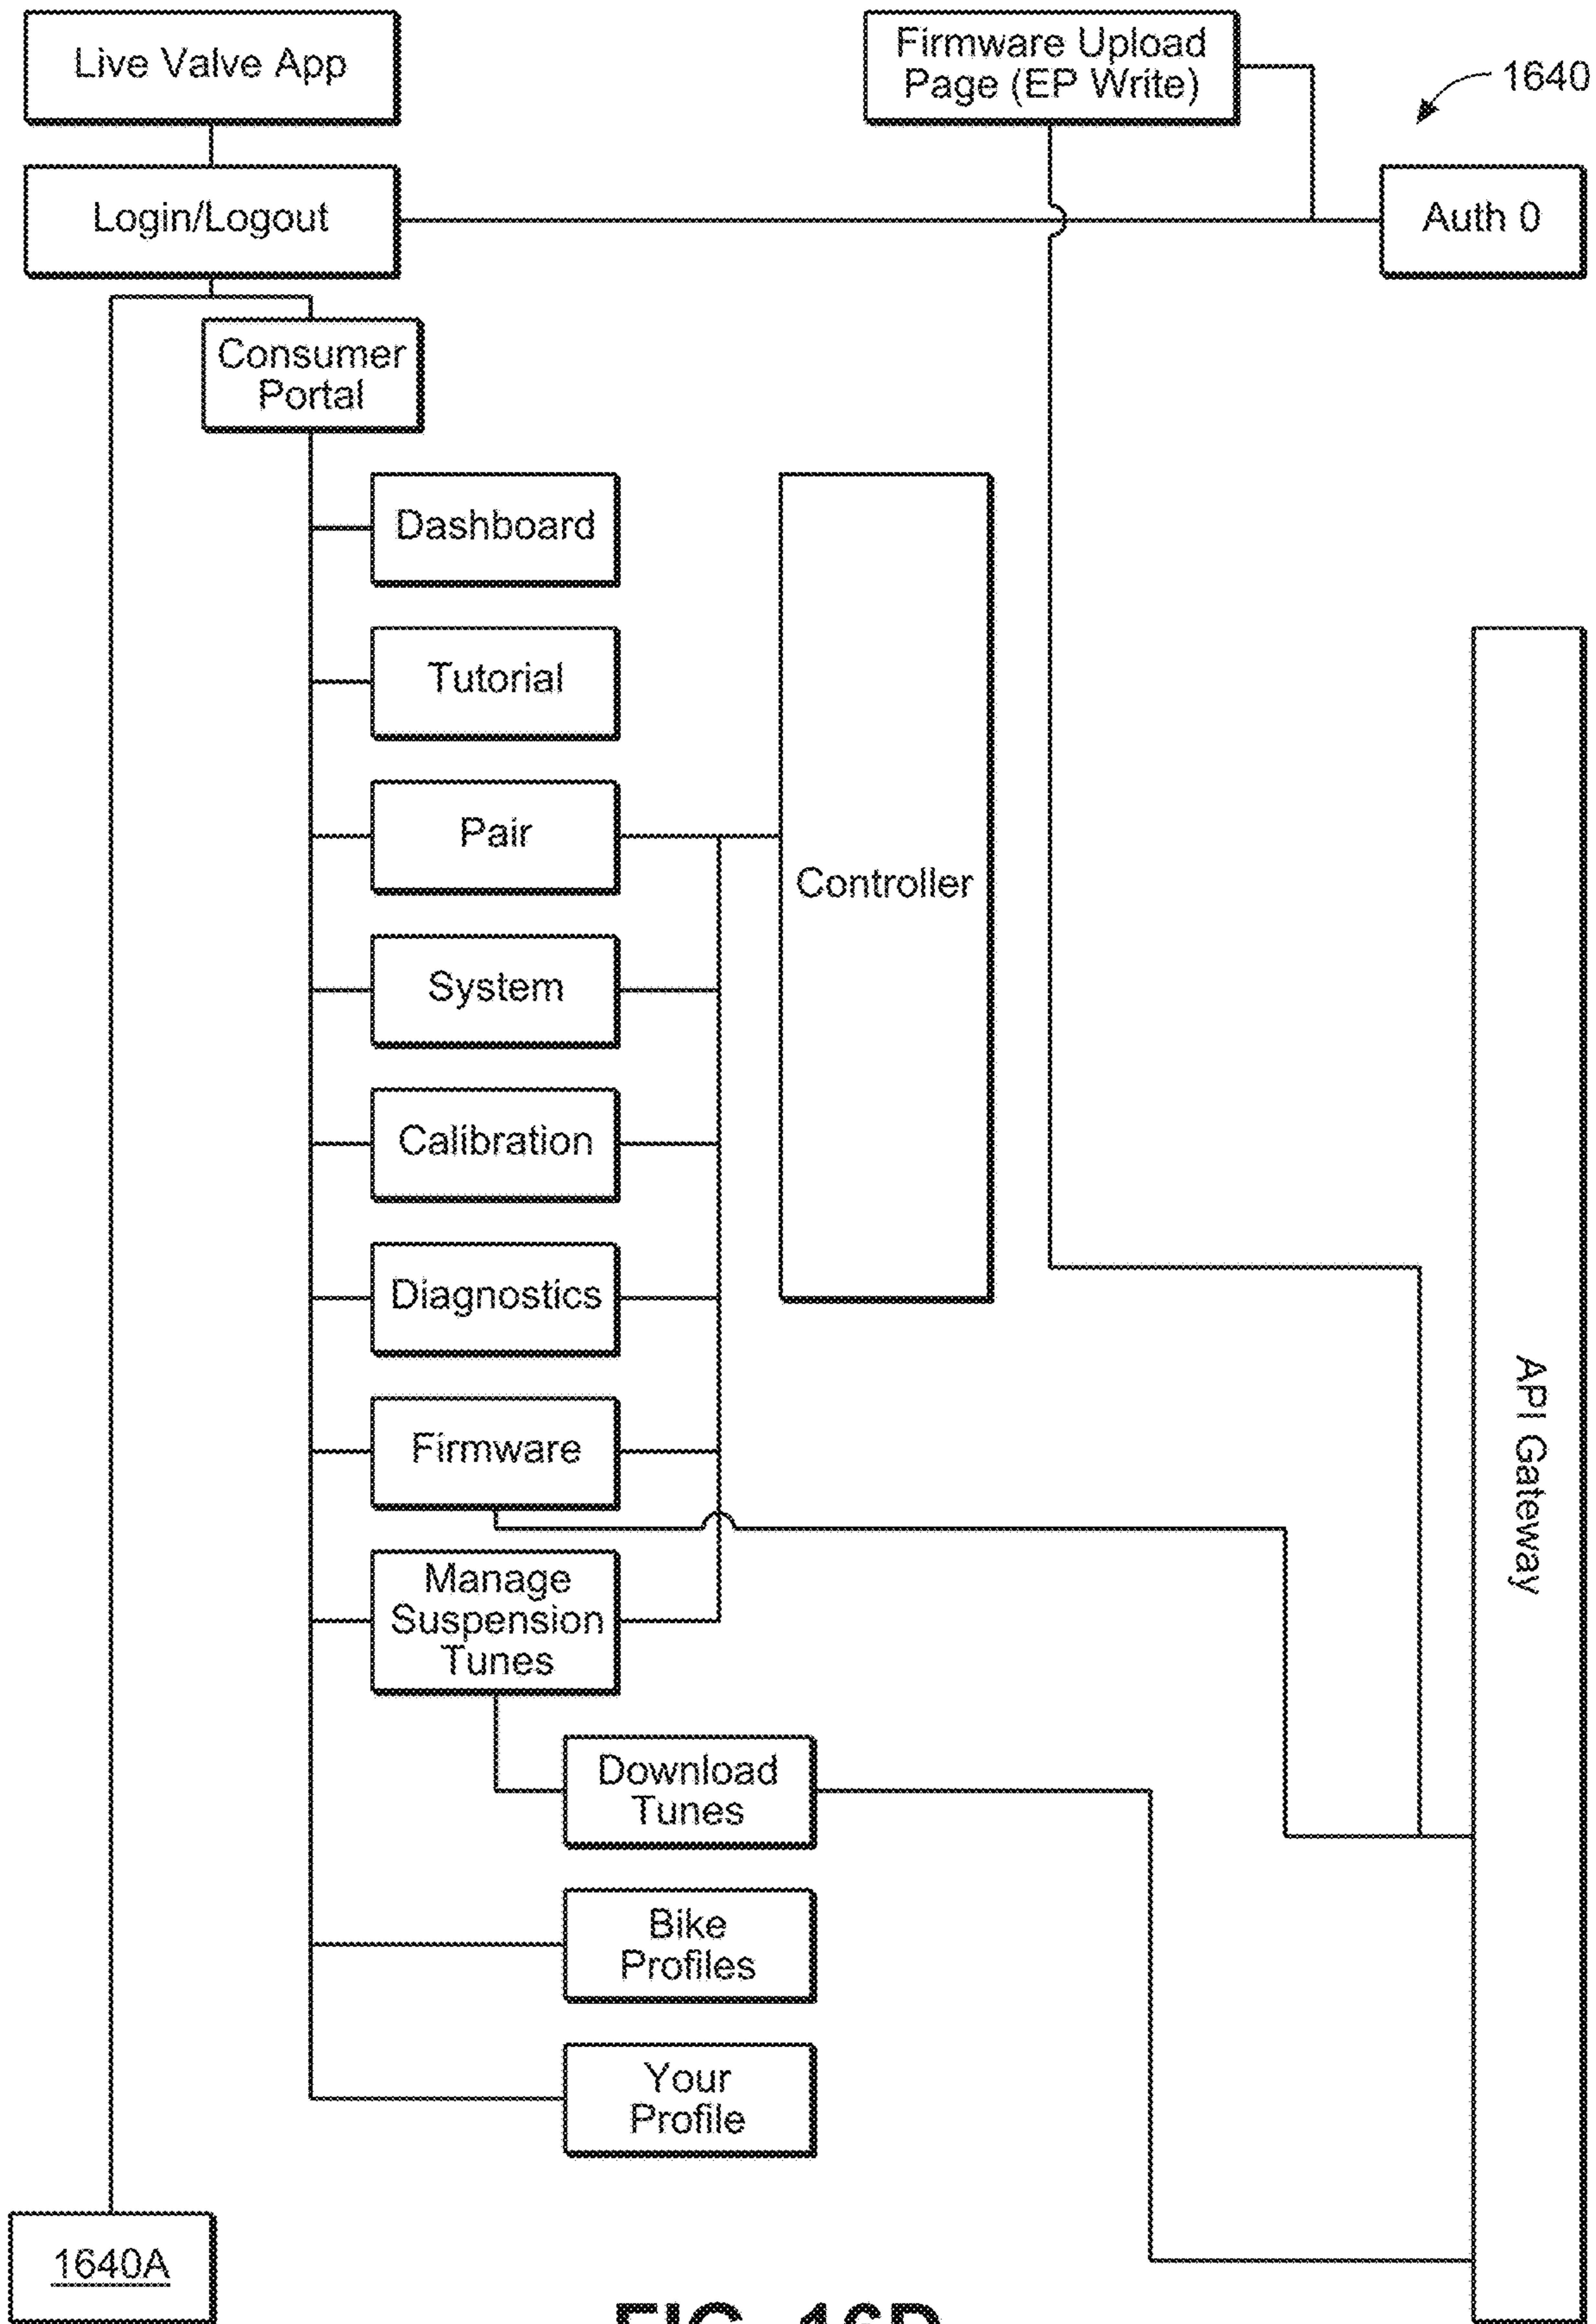 Live Valve App
Firmware Upload
Page (EP Write)
1640
Login/Logout
Auth 0
Consumer
Portal
Dashboard
Tutorial
Pair
Controller
System
Calibration
Diagnostics
API Gateway
Firmware
Manage
Suspension
Tunes
Download
Tunes
Bike
Profiles
Your
Profile
1640A